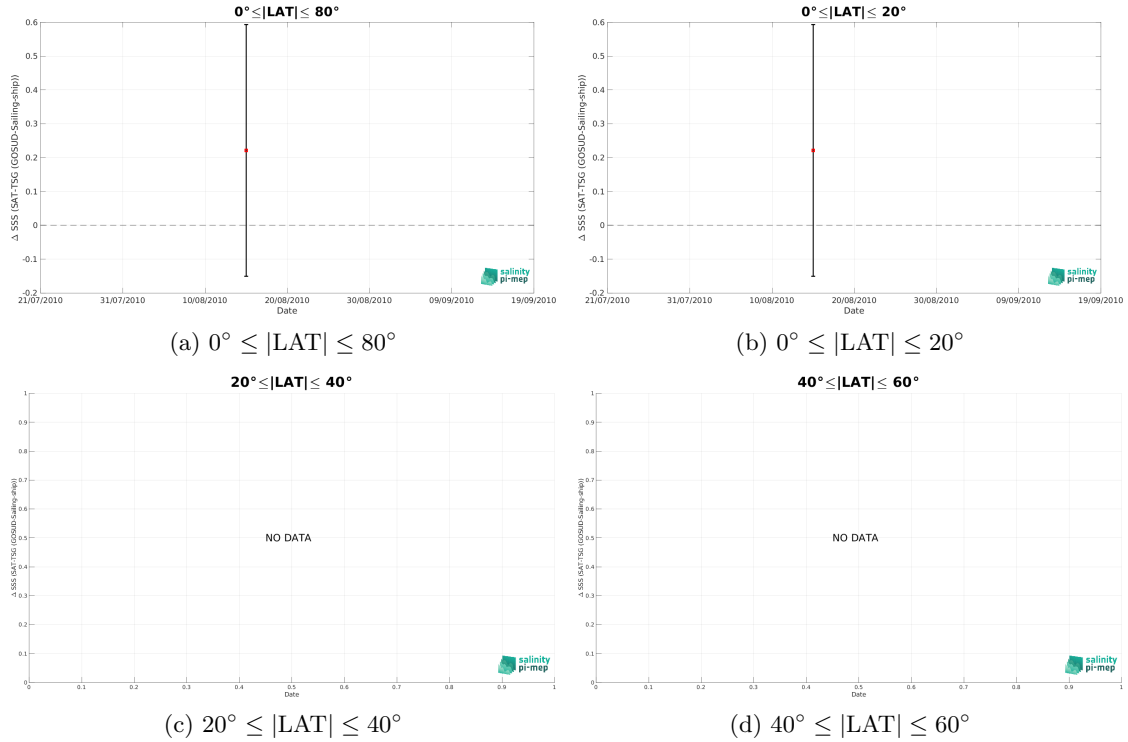 0°≤|LAT|≤ 80°
0.6
0.5
0.4
0.3
0.2
0.1
0
-0.1
-0.2
Δ SSS (SAT-TSG (GOSUD-Sailing-ship))
21/07/2010 31/07/2010 10/08/2010 20/08/2010 30/08/2010 09/09/2010 19/09/2010
Date
salinity
pi-mep
(a) 0° ≤ |LAT| ≤ 80°
0°≤|LAT|≤ 20°
0.6
0.5
0.4
0.3
0.2
0.1
0
-0.1
-0.2
Δ SSS (SAT-TSG (GOSUD-Sailing-ship))
21/07/2010 31/07/2010 10/08/2010 20/08/2010 30/08/2010 09/09/2010 19/09/2010
Date
salinity
pi-mep
(b) 0° ≤ |LAT| ≤ 20°
20°≤|LAT|≤ 40°
1
0.9
0.8
0.7
0.6
0.5
0.4
0.3
0.2
0.1
0
Δ SSS (SAT-TSG (GOSUD-Sailing-ship))
NO DATA
0 0.1 0.2 0.3 0.4 0.5 0.6 0.7 0.8 0.9 1
Date
salinity
pi-mep
(c) 20° ≤ |LAT| ≤ 40°
40°≤|LAT|≤ 60°
1
0.9
0.8
0.7
0.6
0.5
0.4
0.3
0.2
0.1
0
Δ SSS (SAT-TSG (GOSUD-Sailing-ship))
NO DATA
0 0.1 0.2 0.3 0.4 0.5 0.6 0.7 0.8 0.9 1
Date
salinity
pi-mep
(d) 40° ≤ |LAT| ≤ 60°